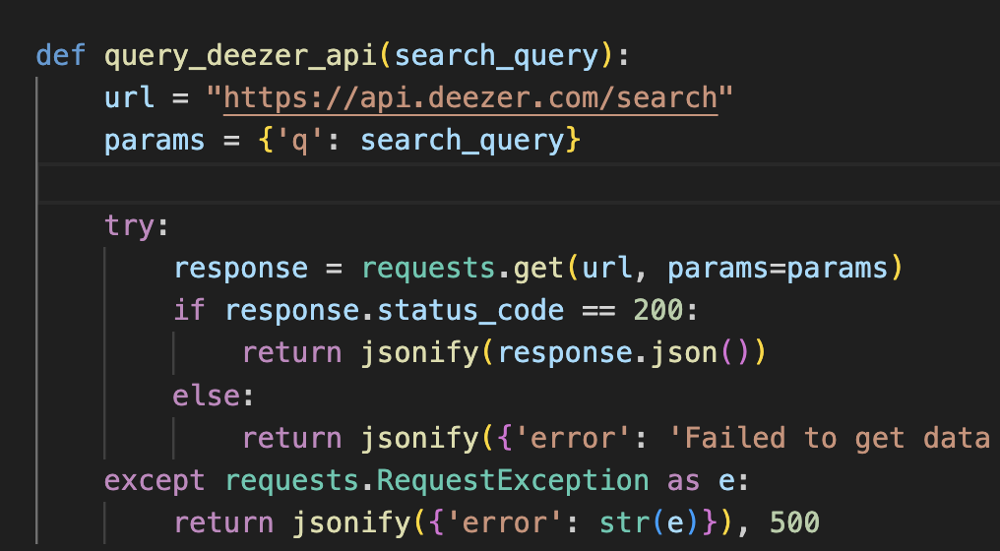 def query_deezer_api(search_query):
    url = "https://api.deezer.com/search"
    params = {'q': search_query}
    try:
        response = requests.get(url, params=params)
        if response.status_code == 200:
            return jsonify(response.json())
        else:
            return jsonify({'error': 'Failed to get data
    except requests.RequestException as e:
        return jsonify({'error': str(e)}), 500